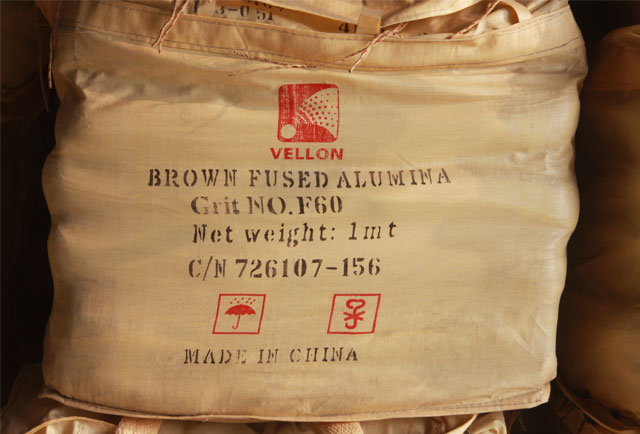 VELLON
BROWN FUSED ALUMINA
Grit NO.F60
Net weight: 1mt
C/N 726107-156
MADE IN CHINA